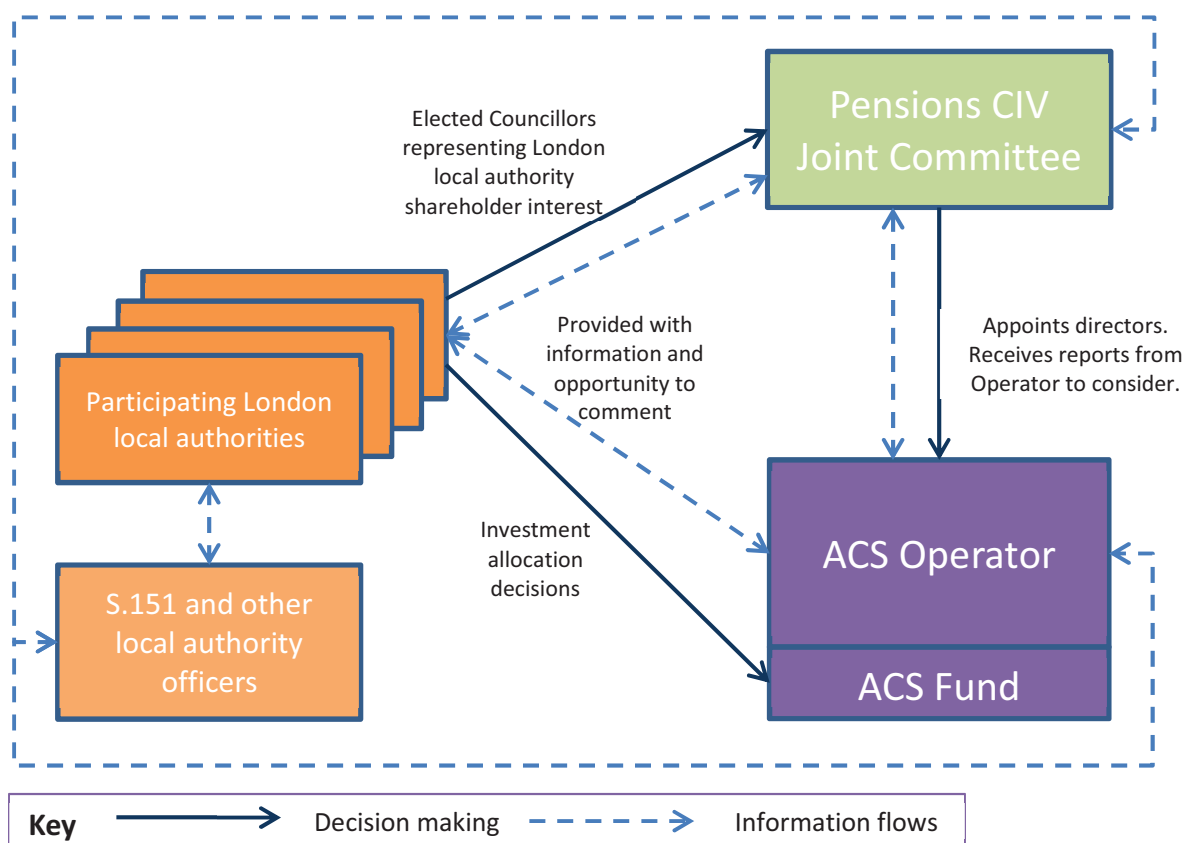 Pensions CIV
Joint Committee
Elected Councillors
representing London
local authority
shareholder interest
Participating London
local authorities
Provided with
information and
opportunity to
comment
Appoints directors.
Receives reports from
Operator to consider.
Investment
allocation
decisions
S.151 and other
local authority
officers
ACS Operator
ACS Fund
Key Decision making Information flows